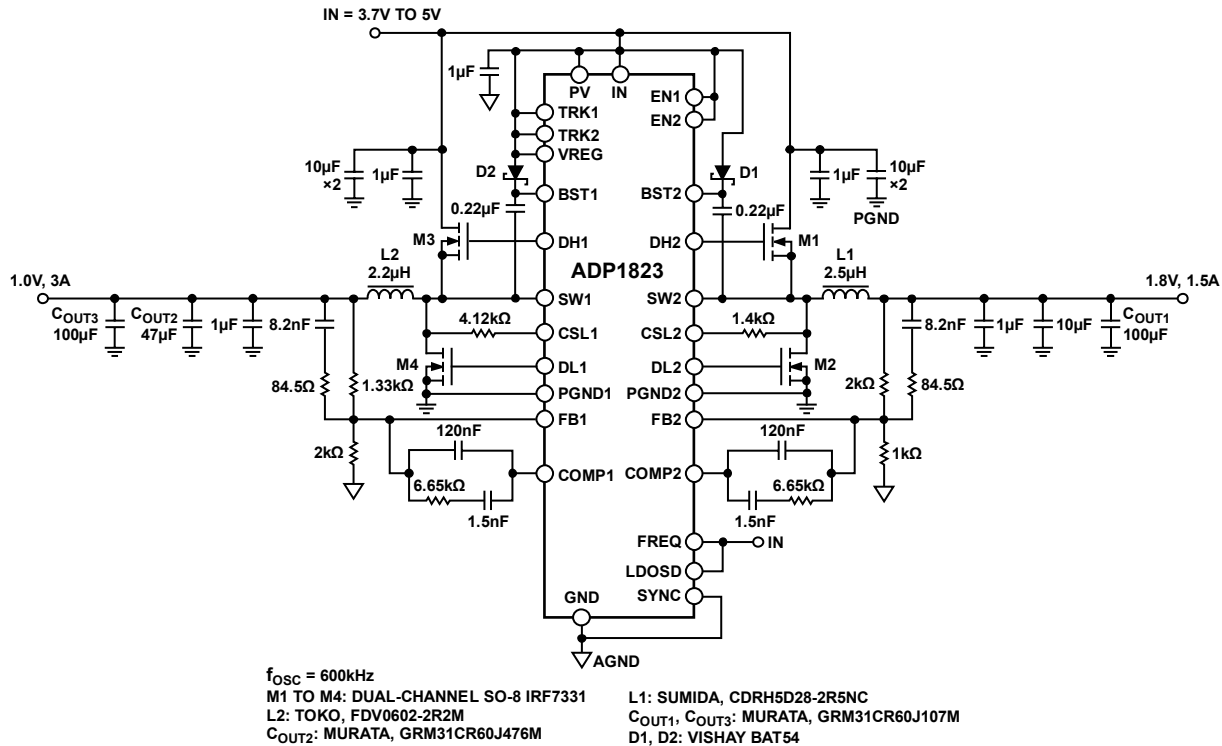 IN = 3.7V TO 5V
1µF
PV
IN
EN1
EN2
TRK1
TRK2
VREG
10µF
×2
1µF
D2
BST1
0.22µF
D1
BST2
0.22µF
1µF
10µF
×2
PGND
M3
DH1
DH2
M1
ADP1823
1.0V, 3A
L2
2.2µH
SW1
SW2
L1
2.5µH
1.8V, 1.5A
COUT3
100µF
COUT2
47µF
1µF
8.2nF
4.12kΩ
CSL1
CSL2
1.4kΩ
8.2nF
1µF
10µF
COUT1
100µF
M4
DL1
DL2
M2
84.5Ω
1.33kΩ
PGND1
PGND2
2kΩ
84.5Ω
FB1
FB2
2kΩ
120nF
120nF
1kΩ
COMP1
COMP2
6.65kΩ
6.65kΩ
1.5nF
1.5nF
FREQ
IN
LDOSD
SYNC
GND
AGND
fOSC = 600kHz
M1 TO M4: DUAL-CHANNEL SO-8 IRF7331
L2: TOKO, FDV0602-2R2M
COUT2: MURATA, GRM31CR60J476M
L1: SUMIDA, CDRH5D28-2R5NC
COUT1, COUT3: MURATA, GRM31CR60J107M
D1, D2: VISHAY BAT54